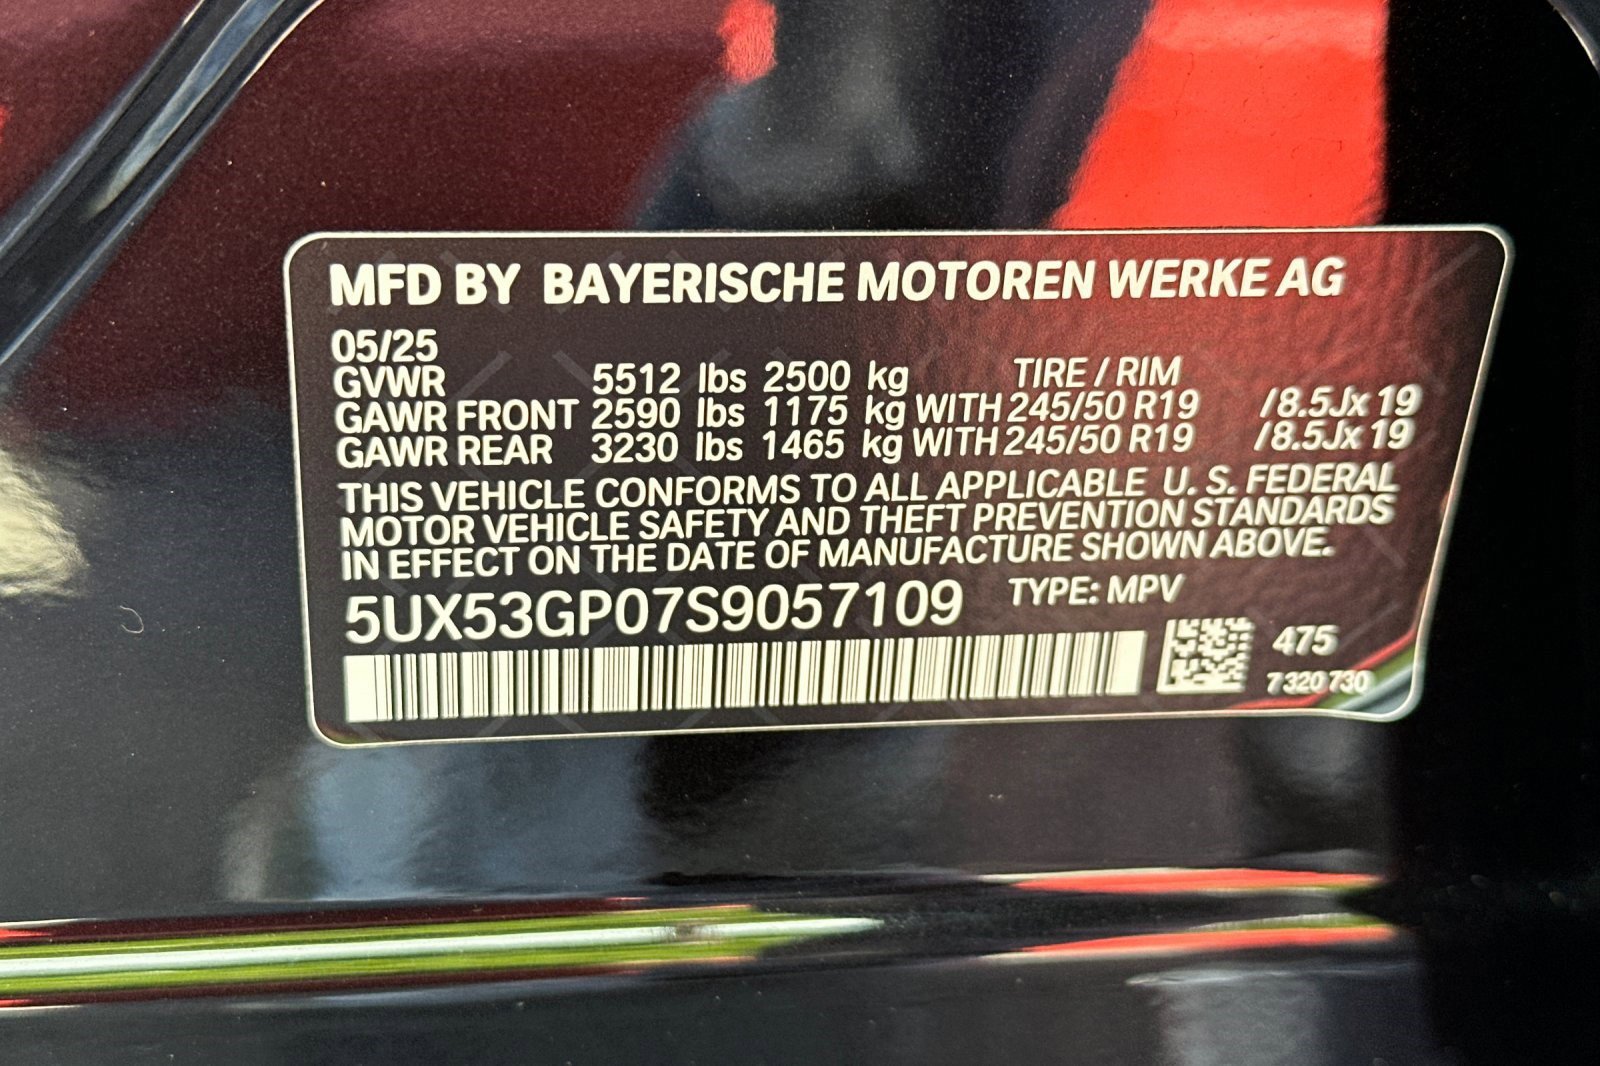 MFD BY BAYERISCHE MOTOREN WERKE AG
05/25
GVWR 5512 lbs 2500 kg TIRE / RIM
GAWR FRONT 2590 lbs 1175 kg WITH 245/50 R19 /8.5Jx 19
GAWR REAR 3230 lbs 1465 kg WITH 245/50 R19 /8.5Jx 19
THIS VEHICLE CONFORMS TO ALL APPLICABLE U. S. FEDERAL
MOTOR VEHICLE SAFETY AND THEFT PREVENTION STANDARDS
IN EFFECT ON THE DATE OF MANUFACTURE SHOWN ABOVE.
5UX53GP07S9057109 TYPE: MPV
475
7 320 730